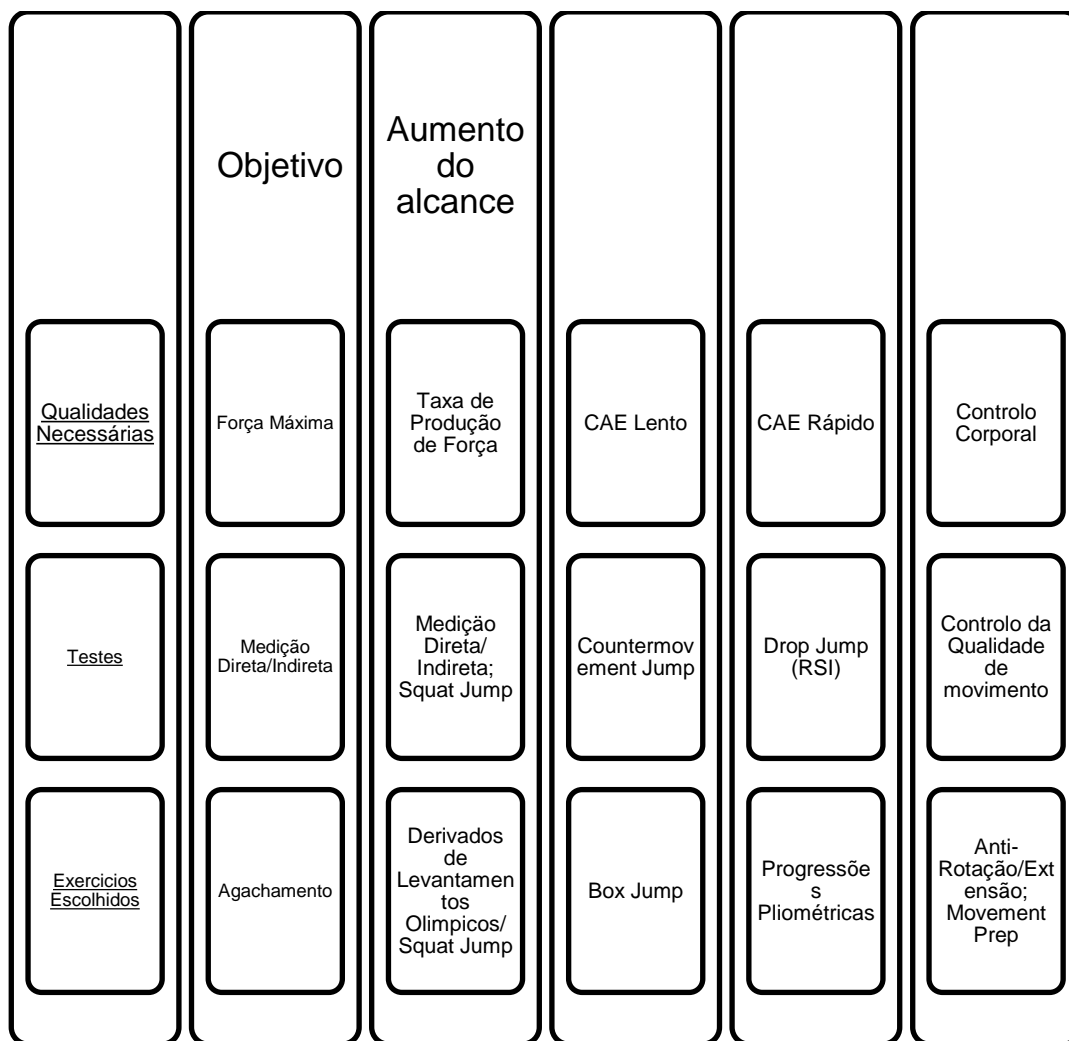 Objetivo
Aumento
do
alcance
Qualidades
Necessárias
Força Máxima
Taxa de
Produção
de Força
CAE Lento
CAE Rápido
Controlo
Corporal
Testes
Medição
Direta/Indireta
Medição
Direta/
Indireta;
Squat Jump
Countermov
ement Jump
Drop Jump
(RSI)
Controlo da
Qualidade
de
movimento
Exercicios
Escolhidos
Agachamento
Derivados
de
Levantamen
tos
Olimpicos/
Squat Jump
Box Jump
Progressõe
s
Pliométricas
Anti-
Rotação/Ext
ensão;
Movement
Prep